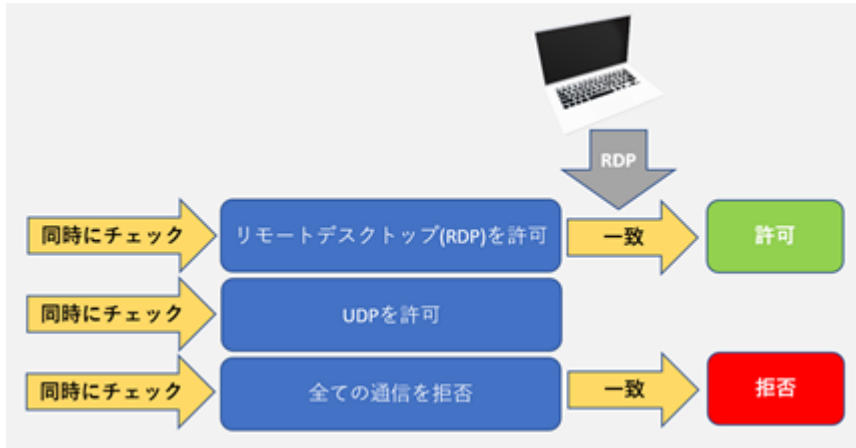 RDP
同時にチェック
リモートデスクトップ(RDP)を許可
一致
許可
同時にチェック
UDPを許可
同時にチェック
全ての通信を拒否
一致
拒否